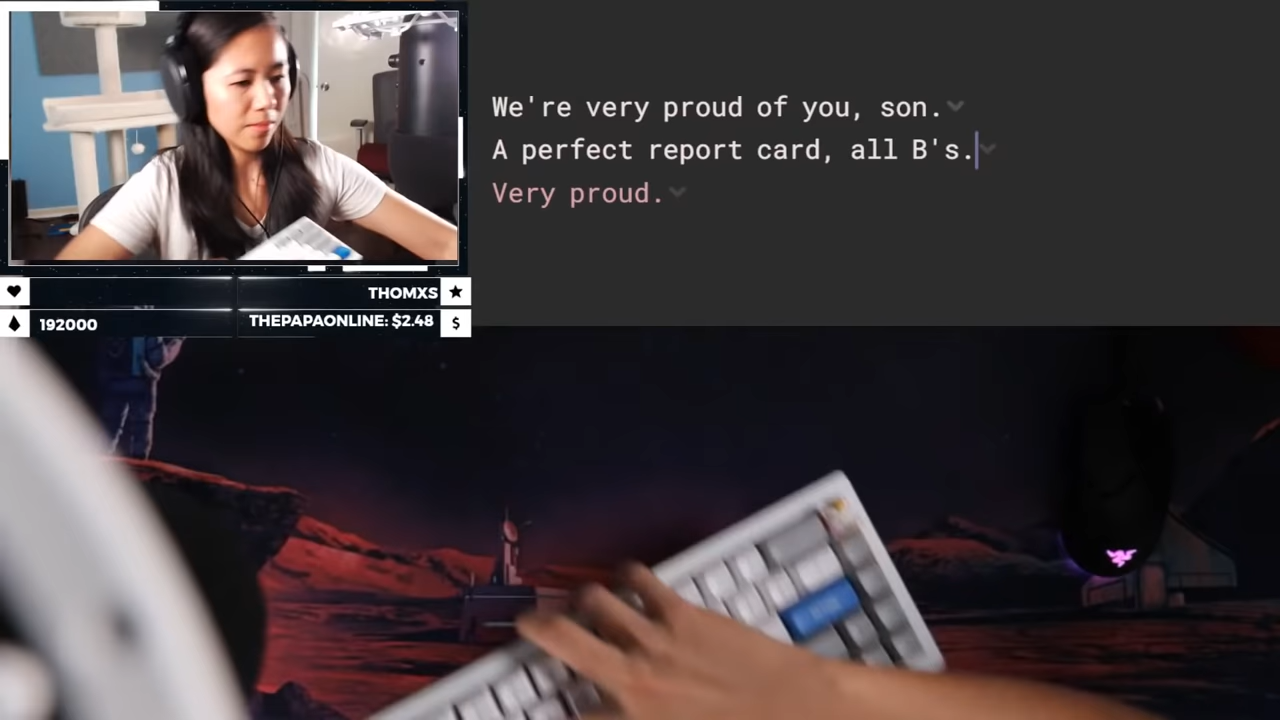 We're very proud of you, son.
A perfect report card, all B's.
Very proud.
THOMXS
192000
THEPAPAONLINE: $2.48
$